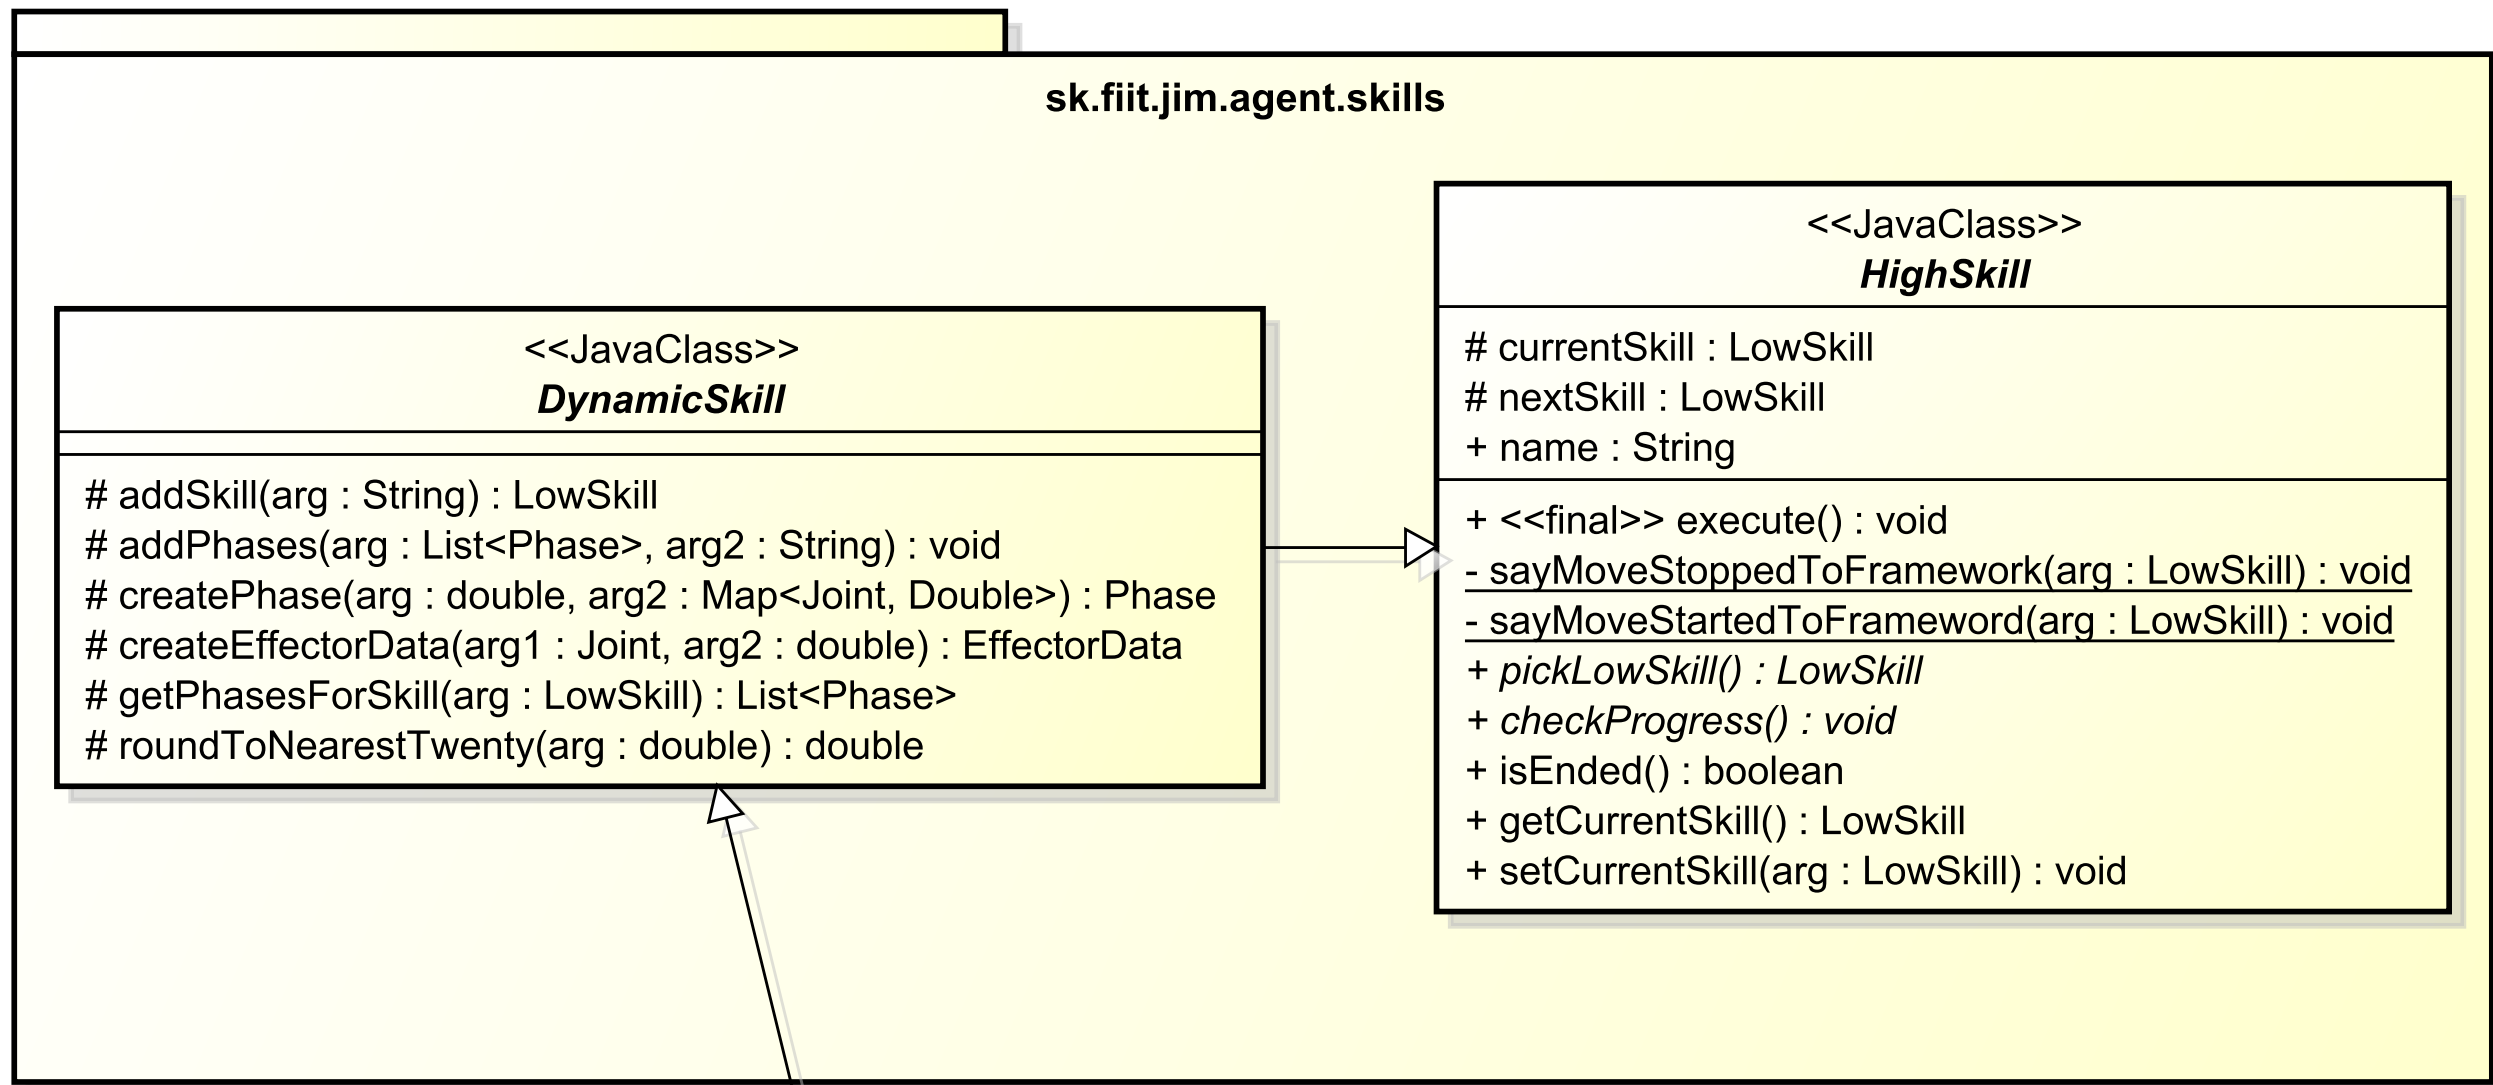 sk.fiit.jim.agent.skills
<<JavaClass>>
DynamicSkill
# addSkill(arg : String) : LowSkill
# addPhases(arg : List<Phase>, arg2 : String) : void
# createPhase(arg : double, arg2 : Map<Joint, Double>) : Phase
# createEffectorData(arg1 : Joint, arg2 : double) : EffectorData
# getPhasesForSkill(arg : LowSkill) : List<Phase>
# roundToNearestTwenty(arg : double) : double
<<JavaClass>>
HighSkill
# currentSkill : LowSkill
# nextSkill : LowSkill
+ name : String
+ <<final>> execute() : void
- sayMoveStoppedToFramework(arg : LowSkill) : void
- sayMoveStartedToFrameword(arg : LowSkill) : void
+ pickLowSkill() : LowSkill
+ checkProgress() : void
+ isEnded() : boolean
+ getCurrentSkill() : LowSkill
+ setCurrentSkill(arg : LowSkill) : void